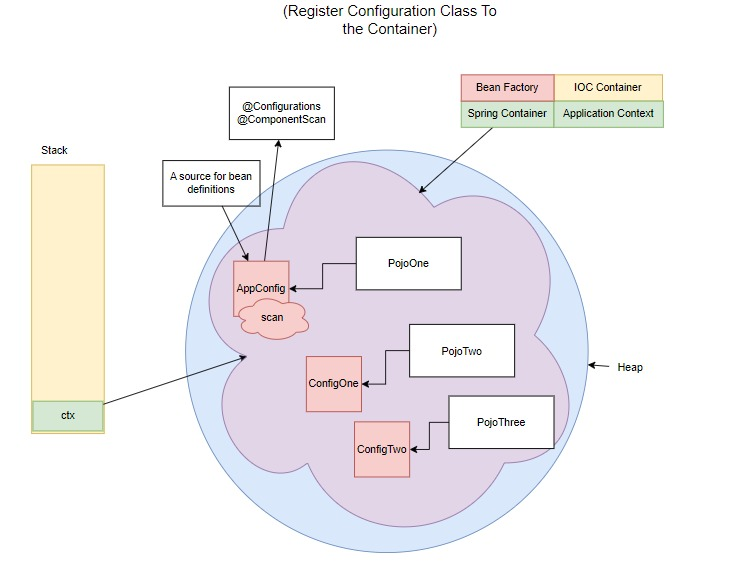 (Register Configuration Class To
the Container)
Bean Factory
IOC Container
Spring Container
Application Context
@Configurations
@ComponentScan
Stack
A source for bean
definitions
PojoOne
AppConfig
scan
PojoTwo
Heap
ConfigOne
ctx
PojoThree
ConfigTwo